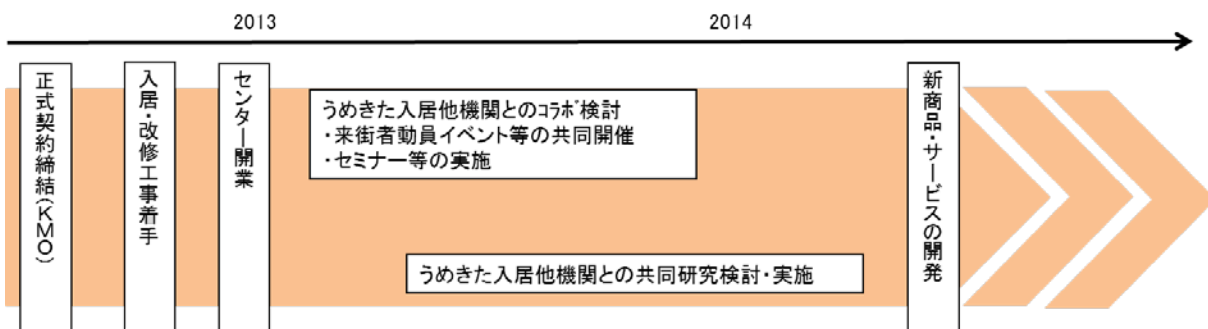 2013
2014
正式契約締結(KMO)
入居・改修工事着手
センター開業
うめきた入居他機関とのｺﾗﾎﾞ検討
・来街者動員イベント等の共同開催
・セミナー等の実施
うめきた入居他機関との共同研究検討・実施
新商品・サービスの開発